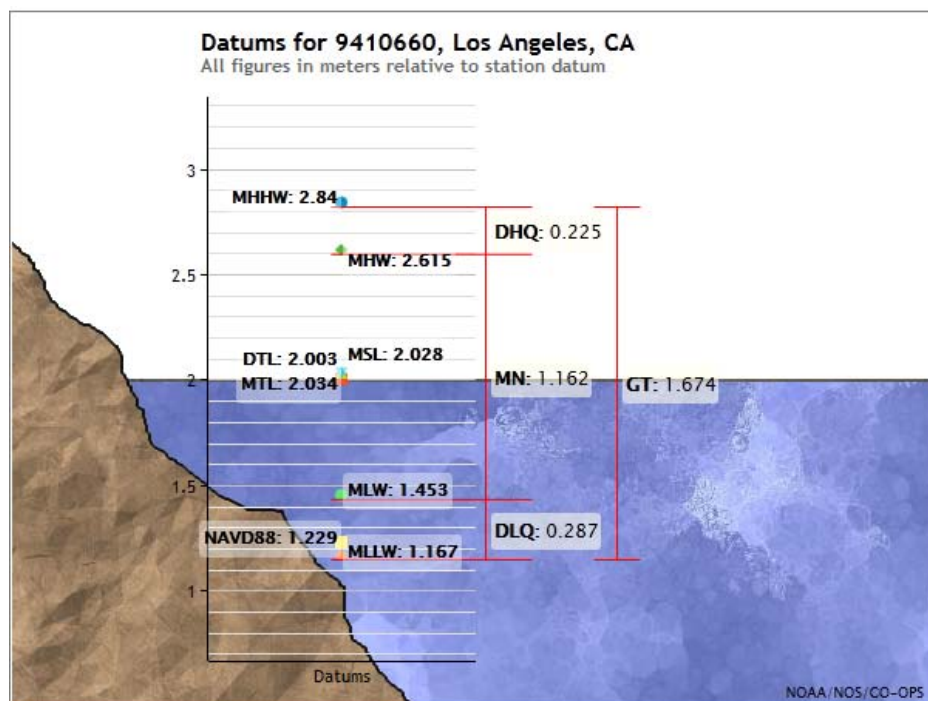 Datums for 9410660, Los Angeles, CA
All figures in meters relative to station datum
3
MHHW: 2.84
DHQ: 0.225
MHW: 2.615
2.5
DTL: 2.003
MSL: 2.028
2
MTL: 2.034
MN: 1.162
GT: 1.674
1.5
MLW: 1.453
NAVD88: 1.229
DLQ: 0.287
MLLW: 1.167
1
Datums
NOAA/NOS/CO-OPS